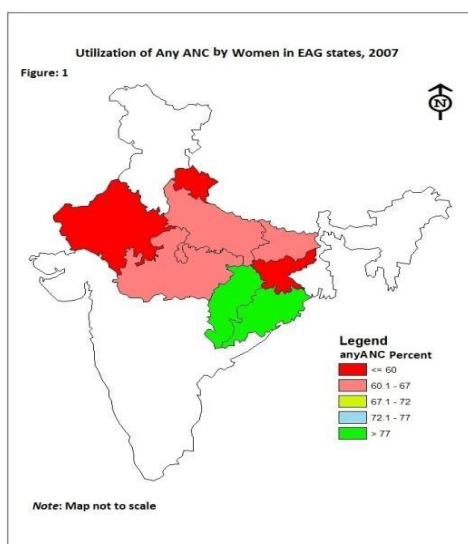 Utilization of Any ANC by Women in EAG states, 2007
Figure: 1
N
Legend
anyANC Percent
<= 60
60.1 - 67
67.1 - 72
72.1 - 77
> 77
Note: Map not to scale